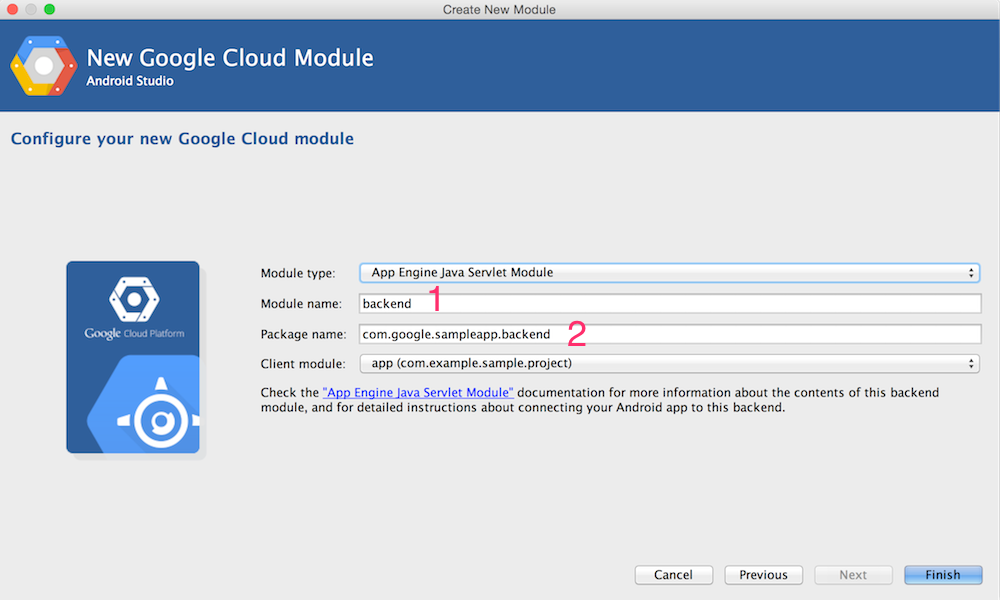 Create New Module
New Google Cloud Module
Android Studio
Configure your new Google Cloud module
Google Cloud Platform
Module type: App Engine Java Servlet Module
Module name: backend 1
Package name: com.google.sampleapp.backend 2
Client module: app (com.example.sample.project)
Check the "App Engine Java Servlet Module" documentation for more information about the contents of this backend
module, and for detailed instructions about connecting your Android app to this backend.
Cancel Previous Next Finish